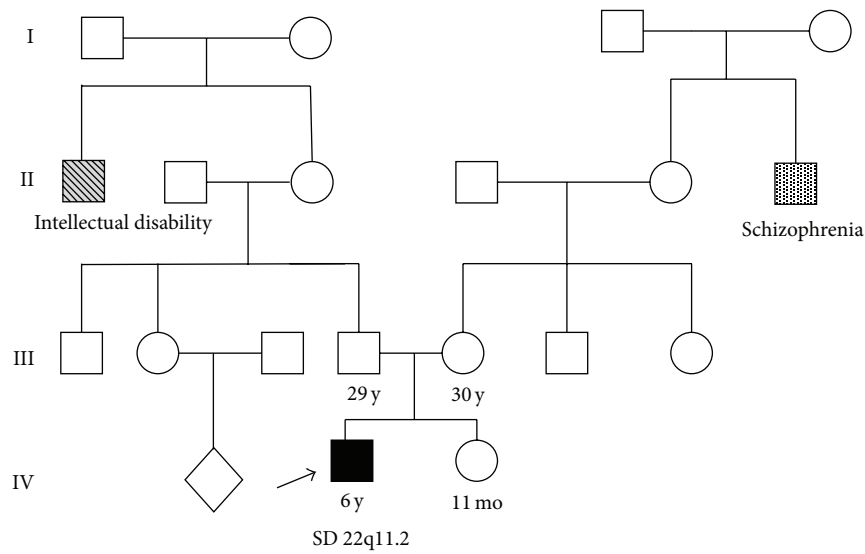 I
II
Intellectual disability
Schizophrenia
III
29 y
30 y
IV
6 y
11 mo
SD 22q11.2